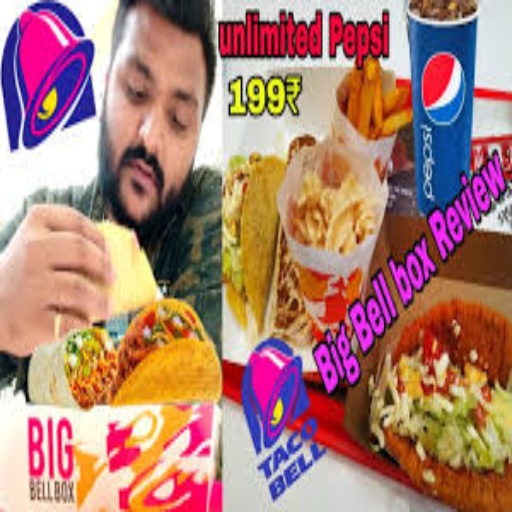 unlimited Pepsi
199₹
pepsi
Big Bell box Review
TACO
BELL
BIG
BELL BOX